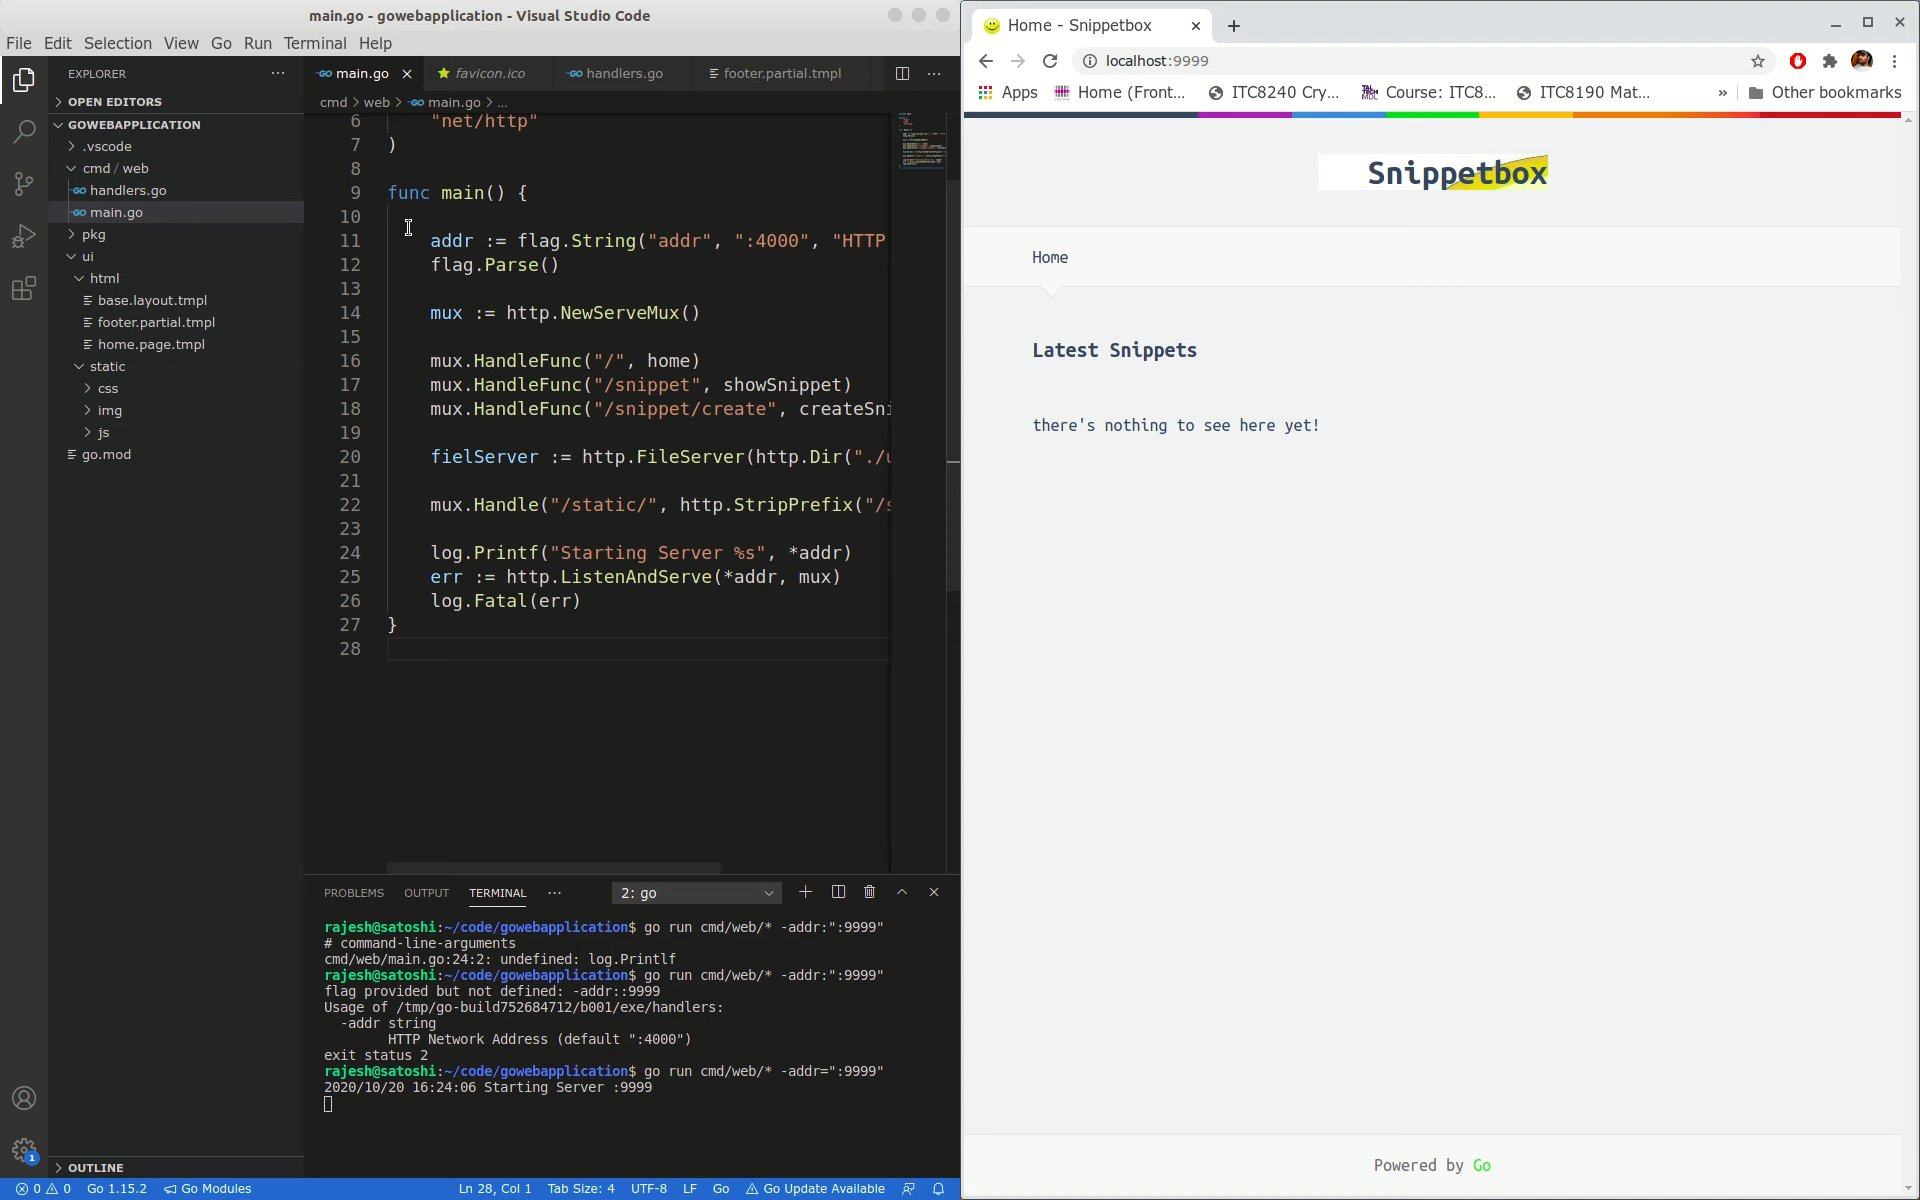 main.go - gowebapplication - Visual Studio Code
File Edit Selection View Go Run Terminal Help
EXPLORER
OPEN EDITORS
GOWEBAPPLICATION
.vscode
cmd / web
handlers.go
main.go
pkg
ui
html
base.layout.tmpl
footer.partial.tmpl
home.page.tmpl
static
css
img
js
go.mod
OUTLINE
main.go favicon.ico handlers.go footer.partial.tmpl
cmd > web > main.go > ...
6 "net/http"
7 )
8
9 func main() {
10
11 addr := flag.String("addr", ":4000", "HTTP
12 flag.Parse()
13
14 mux := http.NewServeMux()
15
16 mux.HandleFunc("/", home)
17 mux.HandleFunc("/snippet", showSnippet)
18 mux.HandleFunc("/snippet/create", createSni
19
20 fielServer := http.FileServer(http.Dir("./u
21
22 mux.Handle("/static/", http.StripPrefix("/s
23
24 log.Printf("Starting Server %s", *addr)
25 err := http.ListenAndServe(*addr, mux)
26 log.Fatal(err)
27 }
28
PROBLEMS OUTPUT TERMINAL ... 2: go
rajesh@satoshi:~/code/gowebapplication$ go run cmd/web/* -addr:":9999"
# command-line-arguments
cmd/web/main.go:24:2: undefined: log.Printlf
rajesh@satoshi:~/code/gowebapplication$ go run cmd/web/* -addr:":9999"
flag provided but not defined: -addr::9999
Usage of /tmp/go-build752684712/b001/exe/handlers:
-addr string
HTTP Network Address (default ":4000")
exit status 2
rajesh@satoshi:~/code/gowebapplication$ go run cmd/web/* -addr=":9999"
2020/10/20 16:24:06 Starting Server :9999
1
0 0 Go 1.15.2 Go Modules Ln 28, Col 1 Tab Size: 4 UTF-8 LF Go Go Update Available
Home - Snippetbox
localhost:9999
Apps Home (Front... ITC8240 Cry... Course: ITC8... ITC8190 Mat... » Other bookmarks
Snippetbox
Home
Latest Snippets
there's nothing to see here yet!
Powered by Go